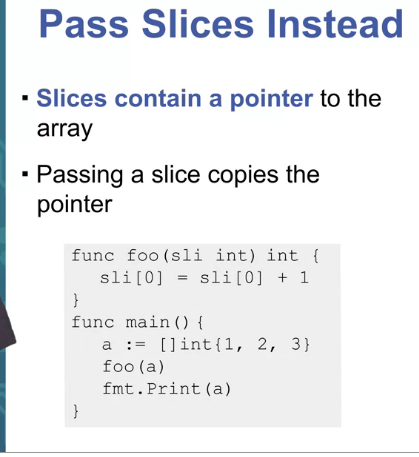 Pass Slices Instead
▪ Slices contain a pointer to the
array
▪ Passing a slice copies the
pointer
func foo(sli int) int {
   sli[0] = sli[0] + 1
}
func main(){
   a := []int{1, 2, 3}
   foo(a)
   fmt.Print(a)
}